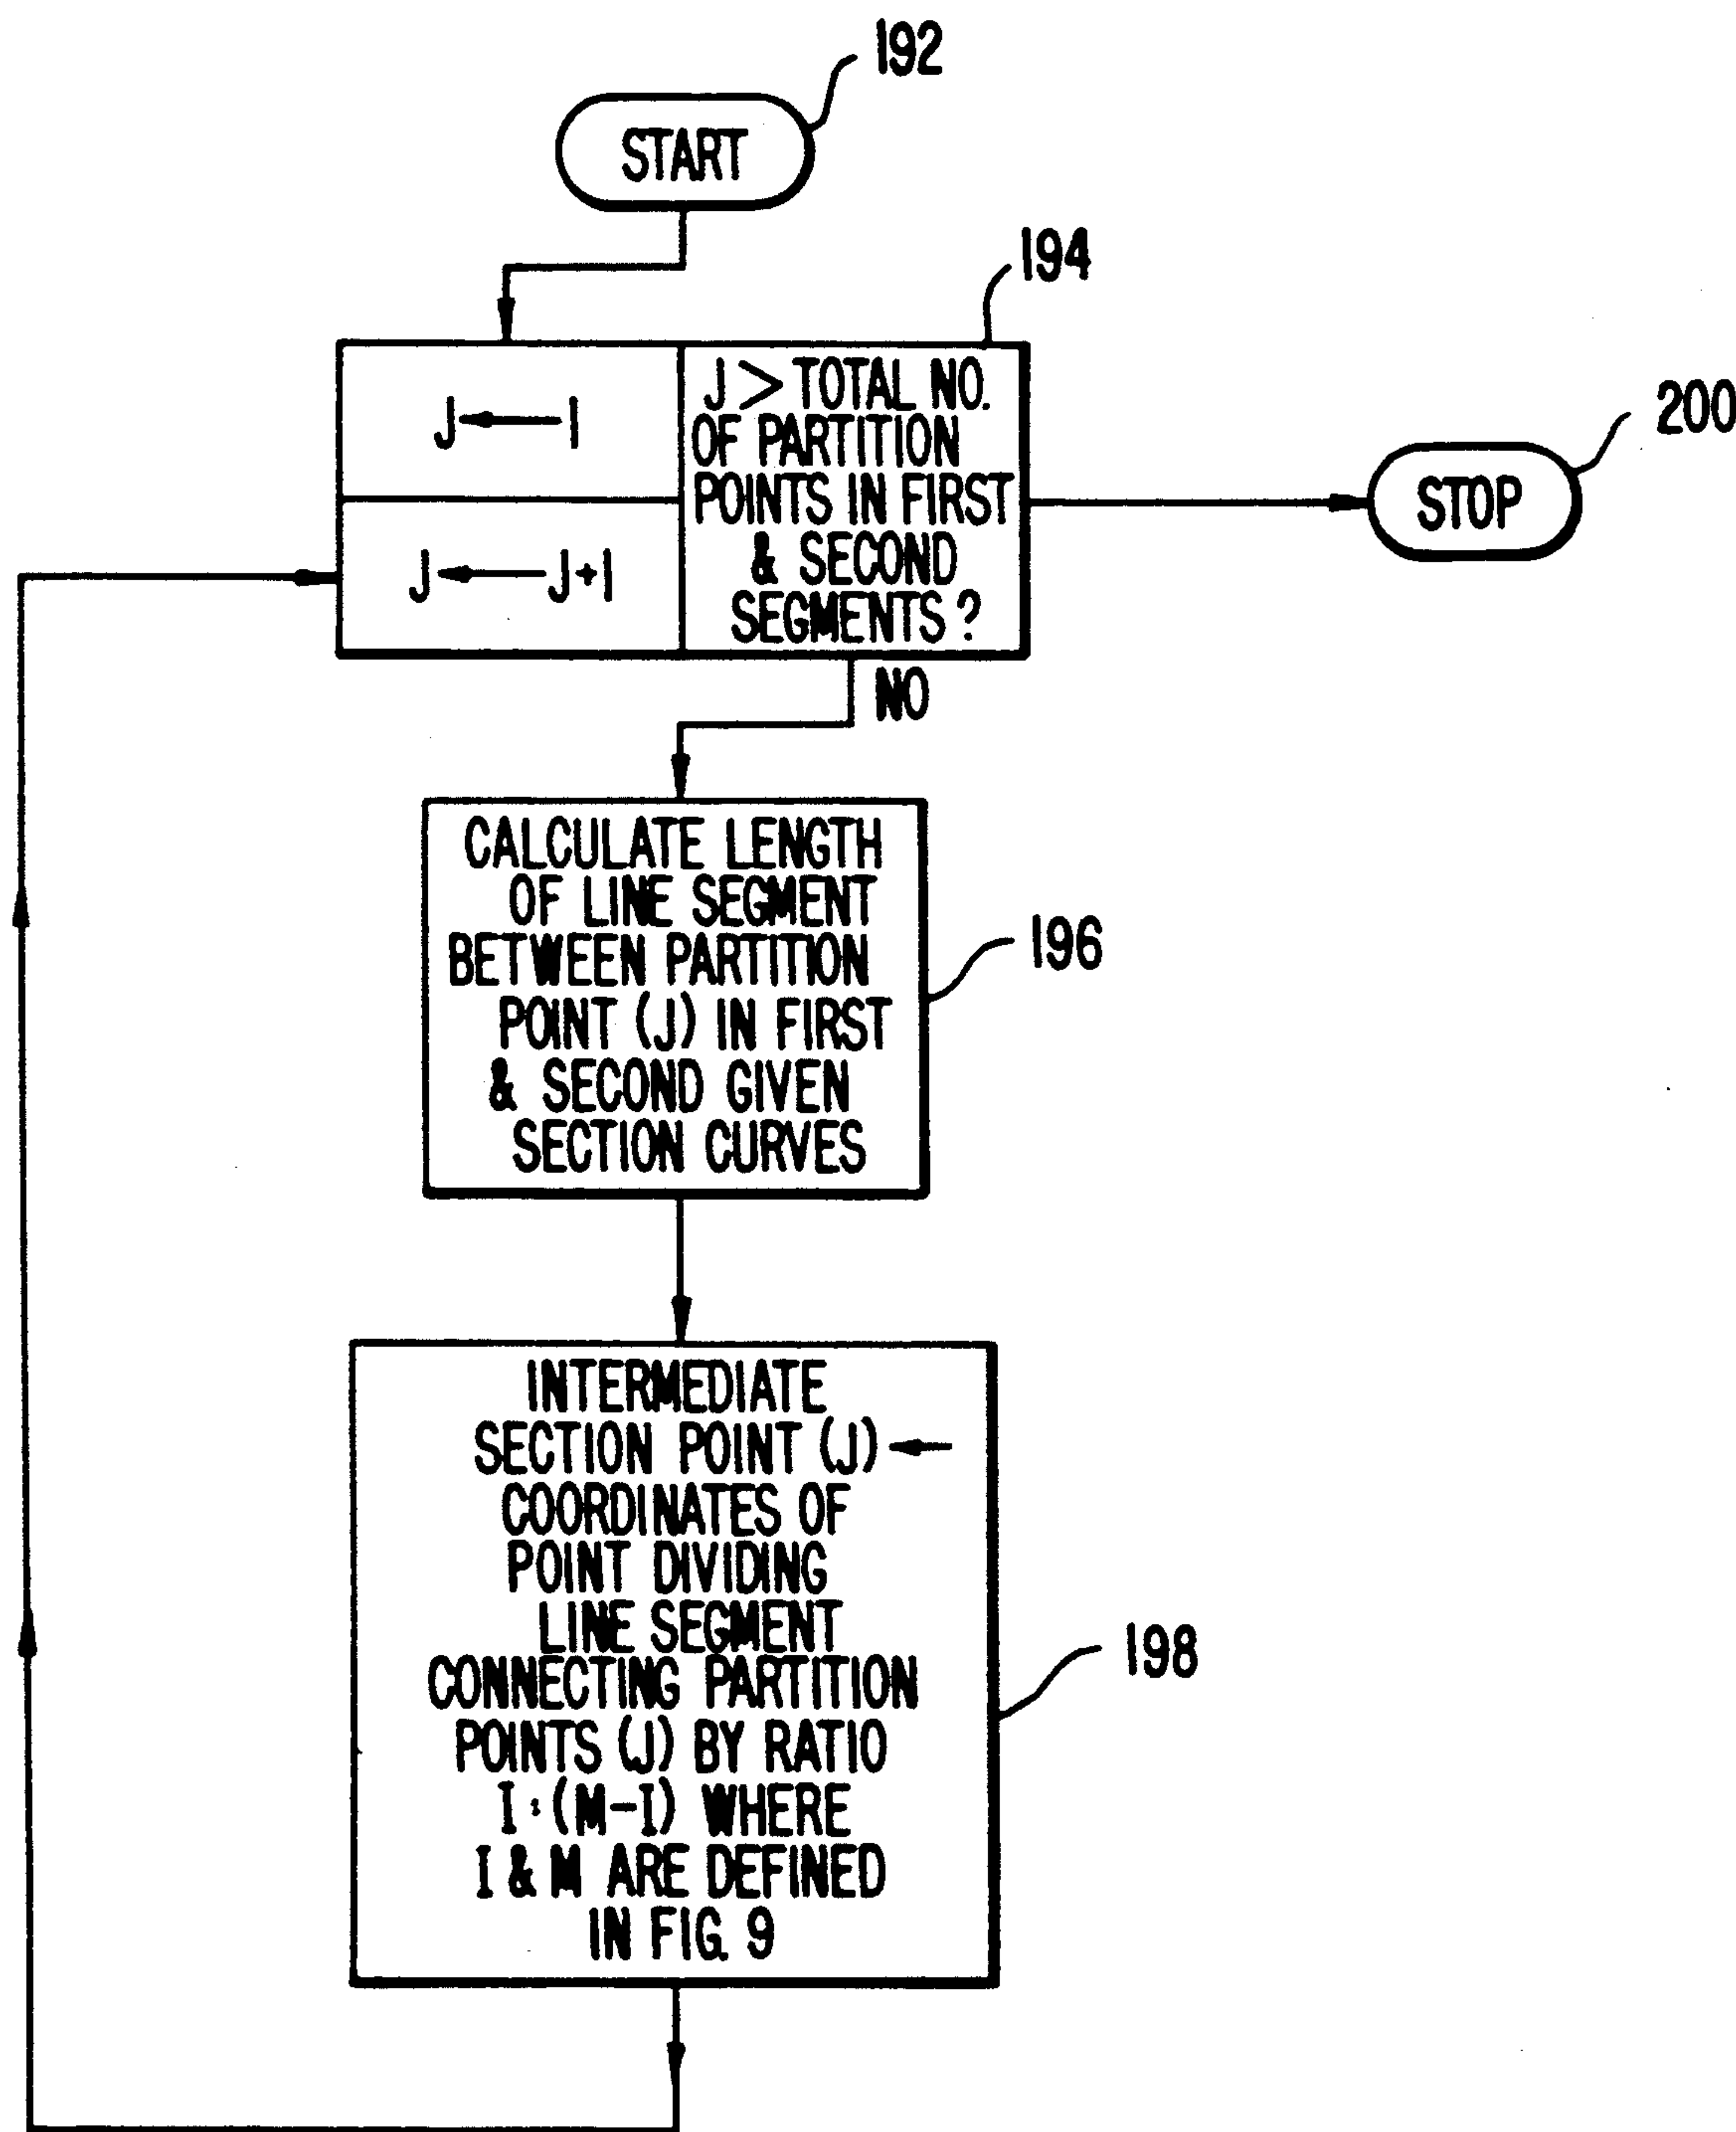 192
START
194
J ← 1
J ← J+1
J > TOTAL NO.
OF PARTITION
POINTS IN FIRST
& SECOND
SEGMENTS?
200
STOP
NO
CALCULATE LENGTH
OF LINE SEGMENT
BETWEEN PARTITION
POINT (J) IN FIRST
& SECOND GIVEN
SECTION CURVES
196
INTERMEDIATE
SECTION POINT (J) ←
COORDINATES OF
POINT DIVIDING
LINE SEGMENT
CONNECTING PARTITION
POINTS (J) BY RATIO
I:(M-I) WHERE
I & M ARE DEFINED
IN FIG. 9
198